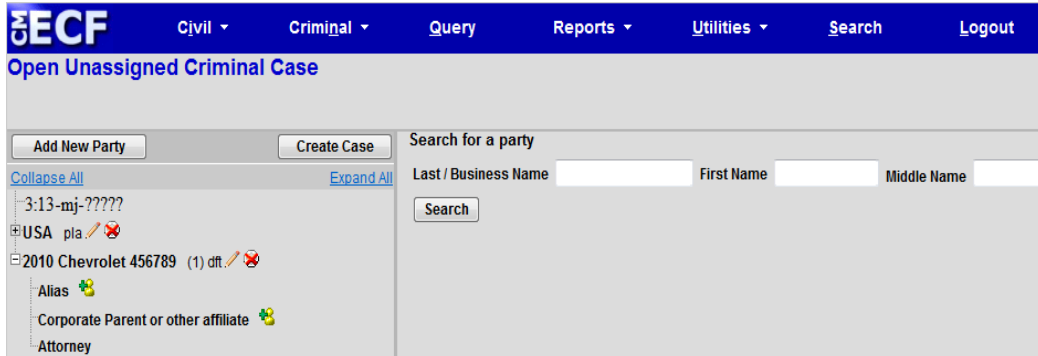 CM ECF Civil Criminal Query Reports Utilities Search Logout
Open Unassigned Criminal Case
Add New Party Create Case
Collapse All Expand All
3:13-mj-?????
USA pla
2010 Chevrolet 456789 (1) dft
Alias
Corporate Parent or other affiliate
Attorney
Search for a party
Last / Business Name First Name Middle Name
Search